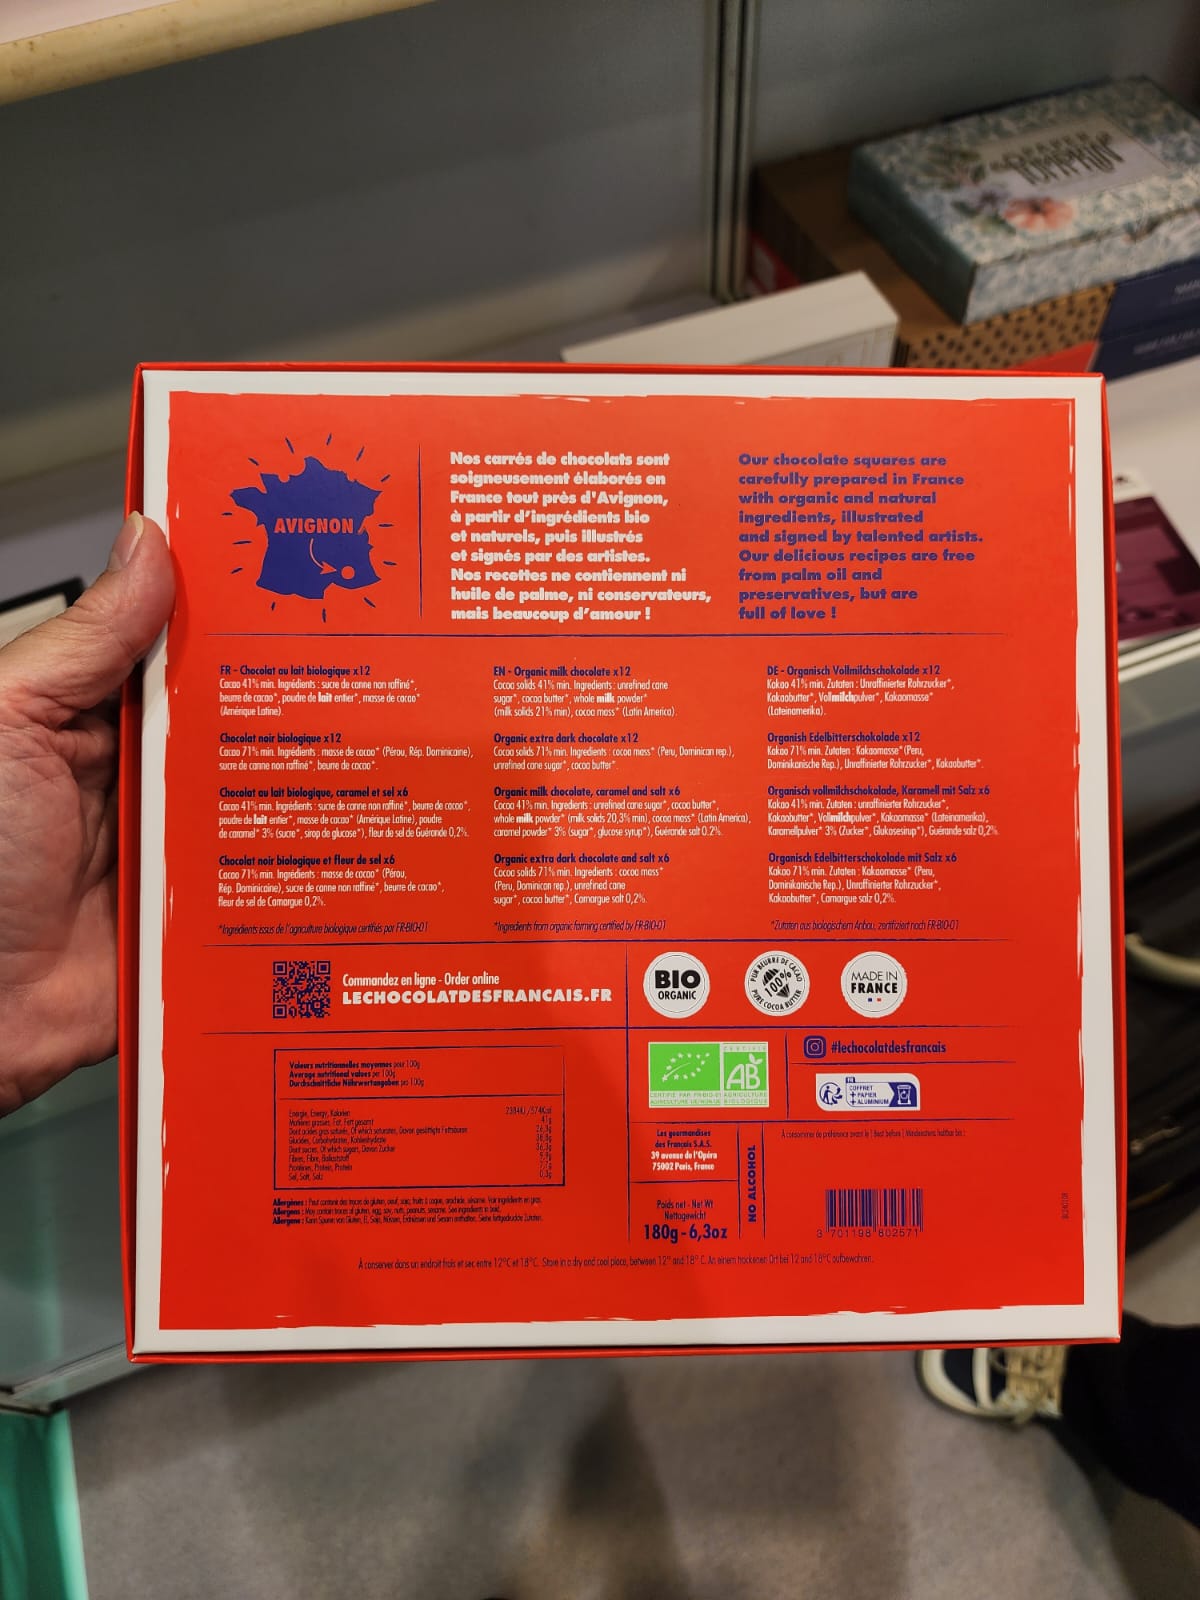 AVIGNON
Nos carrés de chocolats sont
soigneusement élaborés en
France tout près d'Avignon,
à partir d'ingrédients bio
et naturels, puis illustrés
et signés par des artistes.
Nos recettes ne contiennent ni
huile de palme, ni conservateurs,
mais beaucoup d'amour !
Our chocolate squares are
carefully prepared in France
with organic and natural
ingredients, illustrated
and signed by talented artists.
Our delicious recipes are free
from palm oil and
preservatives, but are
full of love !
FR - Chocolat au lait biologique x12
Cacao 41% min. Ingrédients : sucre de canne non raffiné*,
beurre de cacao*, poudre de lait entier*, masse de cacao*
(Amérique Latine).
Chocolat noir biologique x12
Cacao 71% min. Ingrédients : masse de cacao* (Pérou, Rép. Dominicaine),
sucre de canne non raffiné*, beurre de cacao*.
Chocolat au lait biologique, caramel et sel x6
Cacao 41% min. Ingrédients : sucre de canne non raffiné*, beurre de cacao*,
poudre de lait entier*, masse de cacao* (Amérique Latine), poudre
de caramel* 3% (sucre*, sirop de glucose*), fleur de sel de Guérande 0,2%.
Chocolat noir biologique et fleur de sel x6
Cacao 71% min. Ingrédients : masse de cacao* (Pérou,
Rép. Dominicaine), sucre de canne non raffiné*, beurre de cacao*,
fleur de sel de Camargue 0,2%.
*Ingrédients issus de l'agriculture biologique certifiés par FR-BIO-01
EN - Organic milk chocolate x12
Cocoa solids 41% min. Ingredients : unrefined cane
sugar*, cocoa butter*, whole milk powder*
(milk solids 21% min), cocoa mass* (Latin America).
Organic extra dark chocolate x12
Cocoa solids 71% min. Ingredients : cocoa mass* (Peru, Dominican rep.),
unrefined cane sugar*, cocoa butter*.
Organic milk chocolate, caramel and salt x6
Cocoa 41% min. Ingredients : unrefined cane sugar*, cocoa butter*,
whole milk powder* (milk solids 20,3% min), cocoa mass* (Latin America),
caramel powder* 3% (sugar*, glucose syrup*), Guérande salt 0.2%.
Organic extra dark chocolate and salt x6
Cocoa solids 71% min. Ingredients : cocoa mass*
(Peru, Dominican rep.), unrefined cane
sugar*, cocoa butter*, Camargue salt 0,2%.
*Ingredients from organic farming certified by FR-BIO-01
DE - Organisch Vollmilchschokolade x12
Kakao 41% min. Zutaten : Unraffinierter Rohrzucker*,
Kakaobutter*, Vollmilchpulver*, Kakaomasse*
(Lateinamerika).
Organish Edelbitterschokolade x12
Kakao 71% min. Zutaten : Kakaomasse* (Peru,
Dominikanische Rep.), Unraffinierter Rohrzucker*, Kakaobutter*.
Organisch vollmilchschokolade, Karamell mit Salz x6
Kakao 41% min. Zutaten : unraffinierter Rohrzucker*,
Kakaobutter*, Vollmilchpulver*, Kakaomasse* (Lateinamerika),
Karamellpulver* 3% (Zucker*, Glukosesirup*), Guérande salz 0,2%.
Organisch Edelbitterschokolade mit Salz x6
Kakao 71% min. Zutaten : Kakaomasse* (Peru,
Dominikanische Rep.), Unraffinierter Rohrzucker*,
Kakaobutter*, Camargue salz 0,2%.
*Zutaten aus biologischem Anbau, zertifiziert nach FR-BIO-01
Commandez en ligne - Order online
LECHOCOLATDESFRANCAIS.FR
BIO
ORGANIC
PUR BEURRE DE CACAO
100%
PURE COCOA BUTTER
MADE IN
FRANCE
Valeurs nutritionnelles moyennes pour 100g
Average nutritional values per 100g
Durchschnittliche Nährwertangaben pro 100g
Energie, Energy, Kalorien 2384KJ/574Kcal
Matières grasses, Fat, Fett gesamt 41g
Dont acides gras saturés, Of which saturates, Davon gesättigte Fettsäuren
Glucides, Carbohydrates, Kohlenhydrate
Dont sucres, Of which sugars, Davon Zucker
Fibres, Fibre, Ballaststoff
Protéines, Protein, Protein
Sel, Salt, Salz
Allergènes : Peut contenir des traces de gluten, oeuf, soja, fruits à coque, arachide, sésame. Voir ingrédients en gras.
Allergens : May contain traces of gluten, egg, soy, nuts, peanuts, sesame. See ingredients in bold.
Allergene : Kann Spuren von Gluten, Ei, Soja, Nüssen, Erdnüssen und Sesam enthalten. Siehe fettgedruckte Zutaten.
CERTIFIÉ
AB
CERTIFIÉ PAR FR-BIO-01 AGRICULTURE
AGRICULTURE UE/NON UE BIOLOGIQUE
#lechocolatdesfrancais
FR
COFFRET
+ PAPIER
+ ALUMINIUM
Les gourmandises
des Français S.A.S.
39 avenue de l'Opéra
75002 Paris, France
Poids net - Net Wt
Nettogewicht
180g - 6,3oz
NO ALCOHOL
À consommer de préférence avant le | Best before | Mindestens haltbar bis :
3 701198 802571
À conserver dans un endroit frais et sec entre 12°C et 18°C. Store in a dry and cool place, between 12° and 18° C. An einem trockenen Ort bei 12 und 18°C aufbewahren.
PUMPKIN